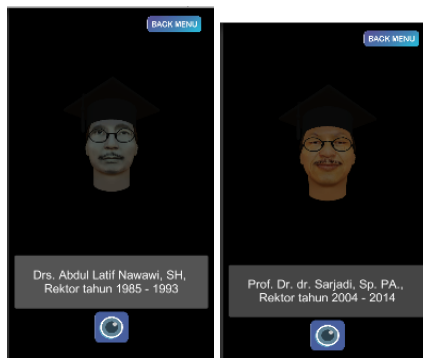 BACK MENU
Drs. Abdul Latif Nawawi, SH,
Rektor tahun 1985 - 1993
BACK MENU
Prof. Dr. dr. Sarjadi, Sp. PA.,
Rektor tahun 2004 - 2014